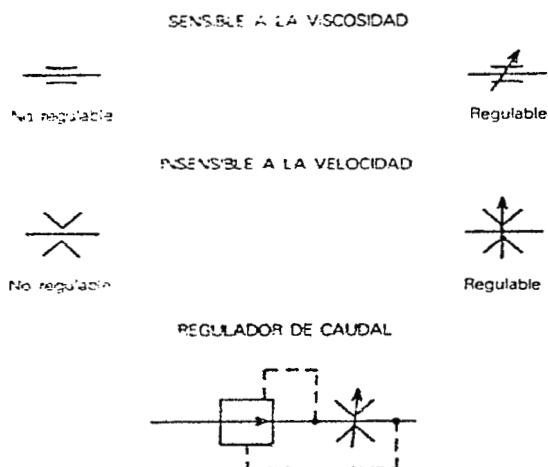 SENSIBLE A LA VISCOSIDAD
No regulable Regulable
INSENSIBLE A LA VELOCIDAD
No regulable Regulable
REGULADOR DE CAUDAL